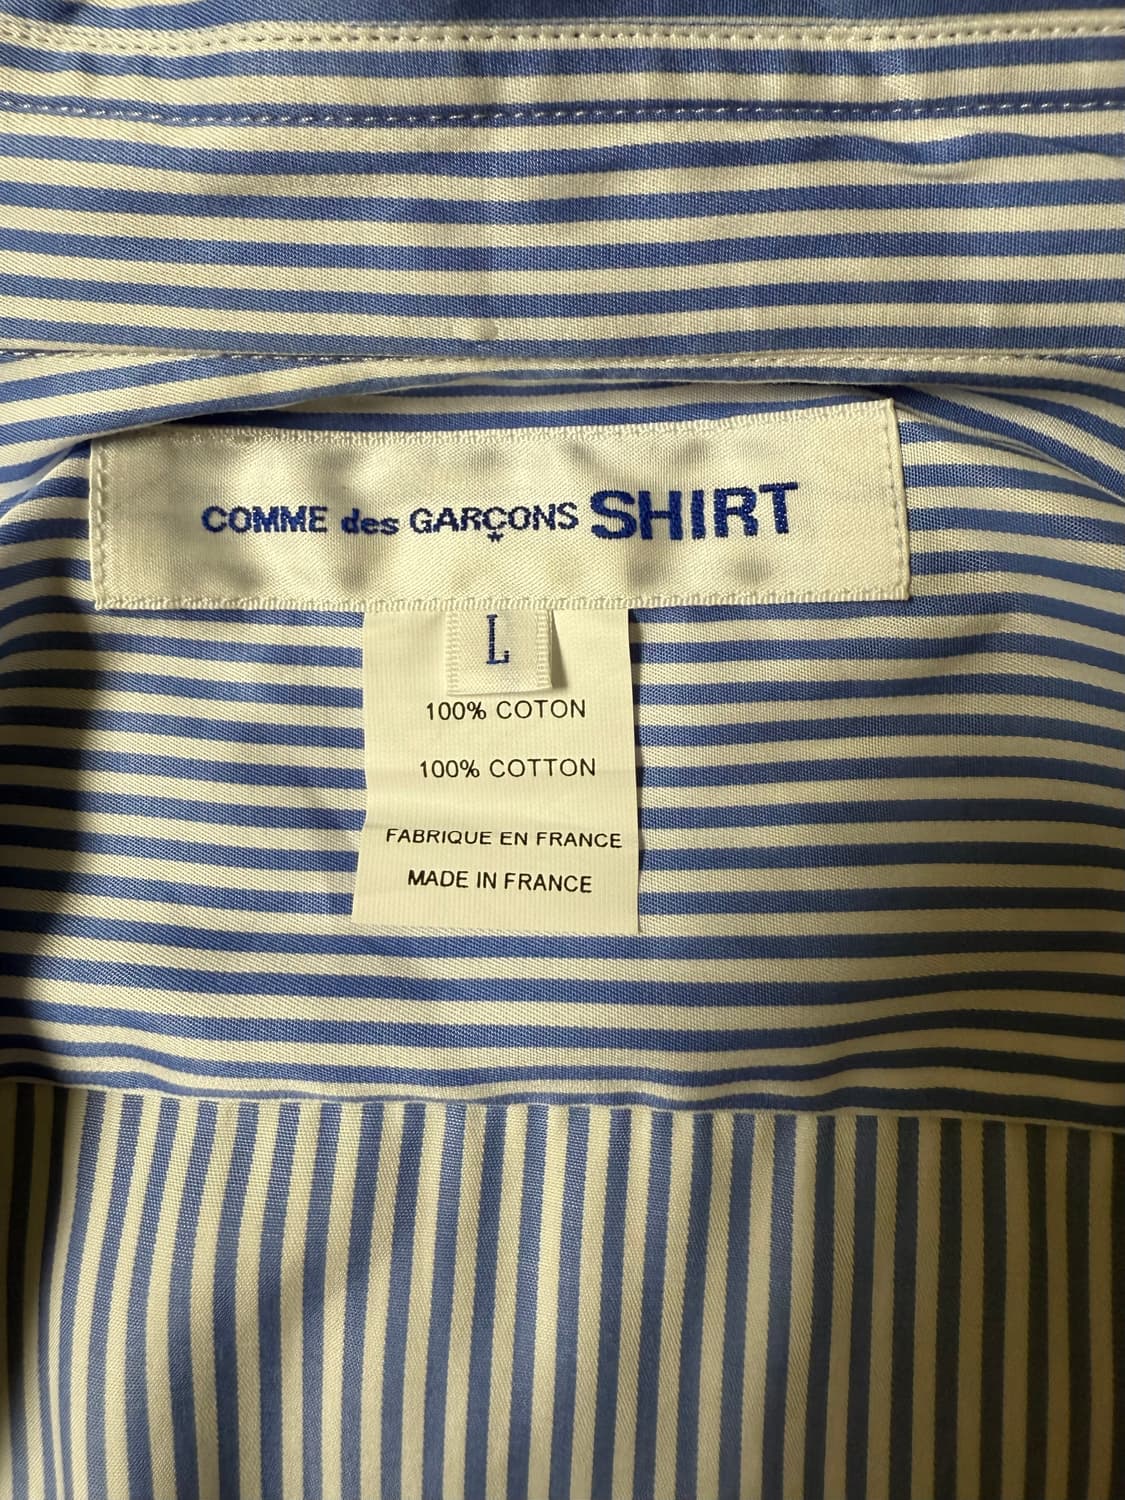 COMME des GARÇONS SHIRT
L
100% COTON
100% COTTON
FABRIQUE EN FRANCE
MADE IN FRANCE